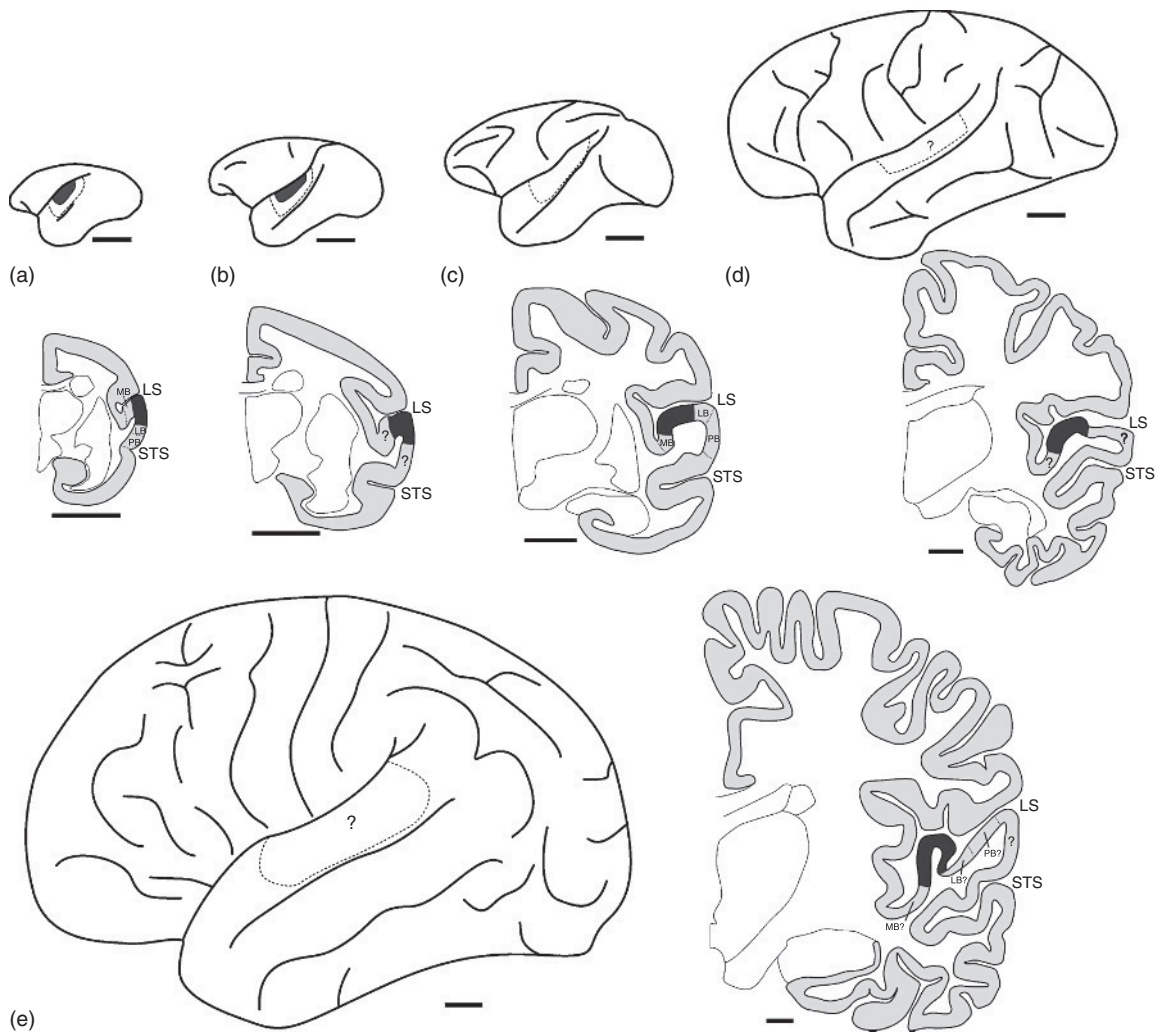 ?
(a)
(b)
(c)
(d)
MB
LS
LB
PB
STS
LS
?
?
STS
LS
LB
MB
PB
STS
LS
?
?
STS
?
LS
?
PB?
LB?
STS
MB?
(e)